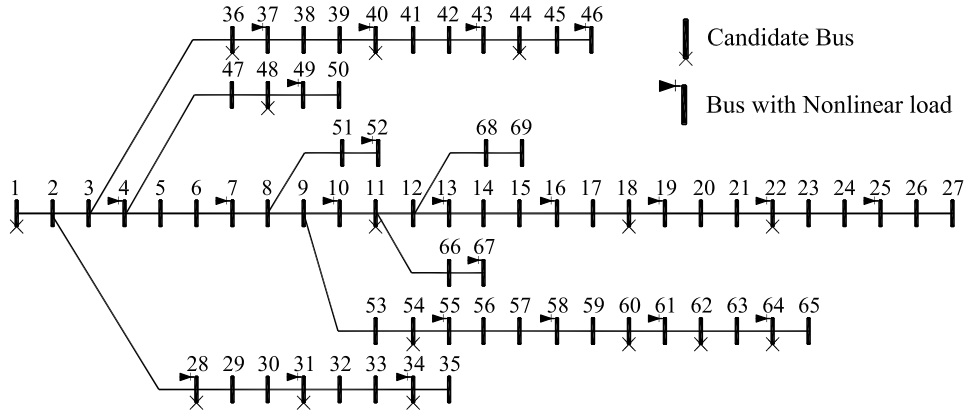 36 37 38 39 40 41 42 43 44 45 46
Candidate Bus
47 48 49 50
Bus with Nonlinear load
51 52 68 69
1 2 3 4 5 6 7 8 9 10 11 12 13 14 15 16 17 18 19 20 21 22 23 24 25 26 27
66 67
53 54 55 56 57 58 59 60 61 62 63 64 65
28 29 30 31 32 33 34 35